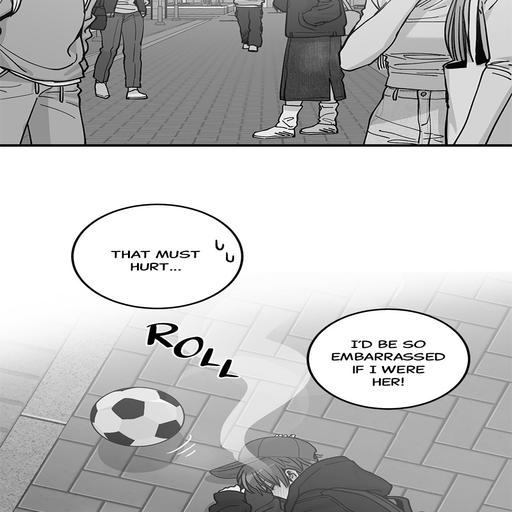 THAT MUST
HURT...
ROLL
I'D BE SO
EMBARRASSED
IF I WERE
HER!